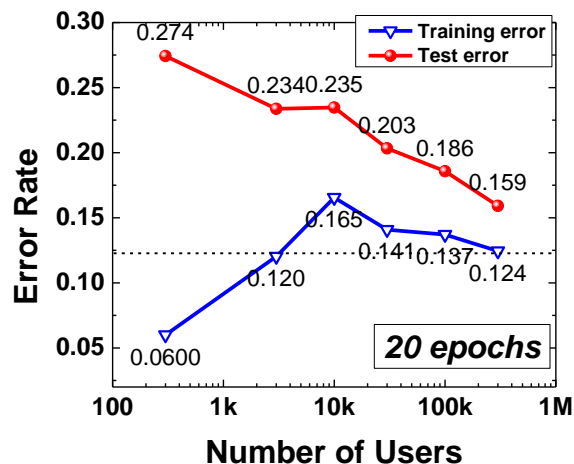 0.30
0.25
0.20
0.15
0.10
0.05
Error Rate
Training error
Test error
0.274
0.234
0.235
0.203
0.186
0.159
0.165
0.141
0.137
0.124
0.120
0.0600
20 epochs
100
1k
10k
100k
1M
Number of Users